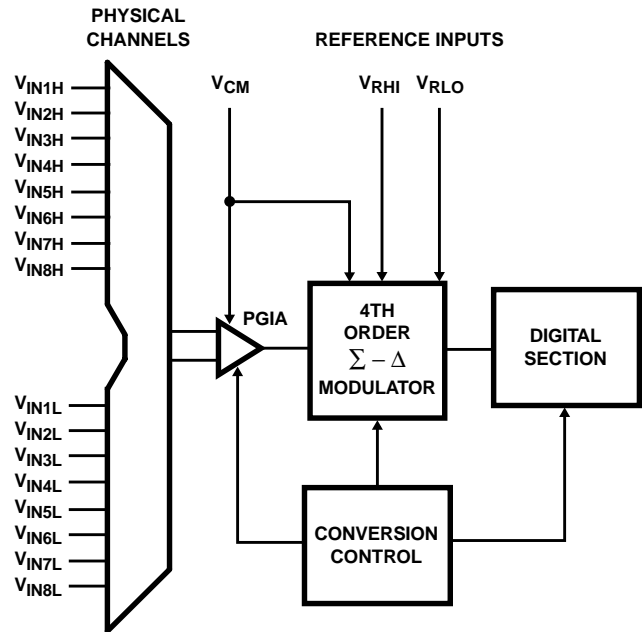 PHYSICAL
CHANNELS
REFERENCE INPUTS
VIN1H
VIN2H
VIN3H
VIN4H
VIN5H
VIN6H
VIN7H
VIN8H
VCM
VRHI
VRLO
PGIA
4TH
ORDER
∑ – Δ
MODULATOR
DIGITAL
SECTION
VIN1L
VIN2L
VIN3L
VIN4L
VIN5L
VIN6L
VIN7L
VIN8L
CONVERSION
CONTROL